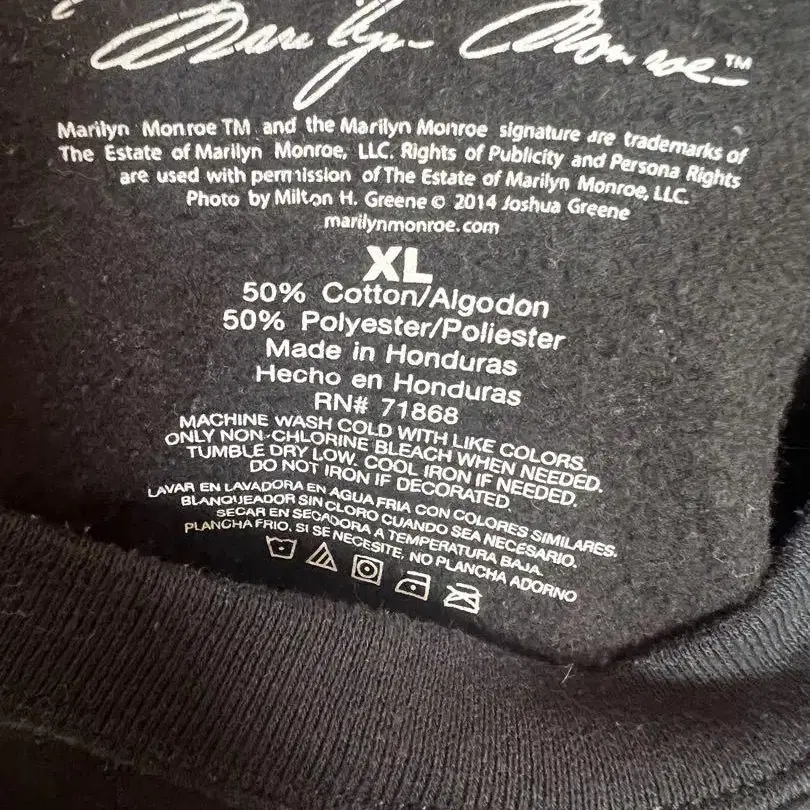 Marilyn Monroe™
Marilyn Monroe TM and the Marilyn Monroe signature are trademarks of
The Estate of Marilyn Monroe, LLC. Rights of Publicity and Persona Rights
are used with permission of The Estate of Marilyn Monroe, LLC.
Photo by Milton H. Greene © 2014 Joshua Greene
marilynmonroe.com
XL
50% Cotton/Algodon
50% Polyester/Poliester
Made in Honduras
Hecho en Honduras
RN# 71868
MACHINE WASH COLD WITH LIKE COLORS.
ONLY NON-CHLORINE BLEACH WHEN NEEDED.
TUMBLE DRY LOW. COOL IRON IF NEEDED.
DO NOT IRON IF DECORATED.
LAVAR EN LAVADORA EN AGUA FRIA CON COLORES SIMILARES.
BLANQUEADOR SIN CLORO CUANDO SEA NECESARIO.
SECAR EN SECADORA A TEMPERATURA BAJA.
PLANCHA FRIO, SI SE NECESITE. NO PLANCHA ADORNO